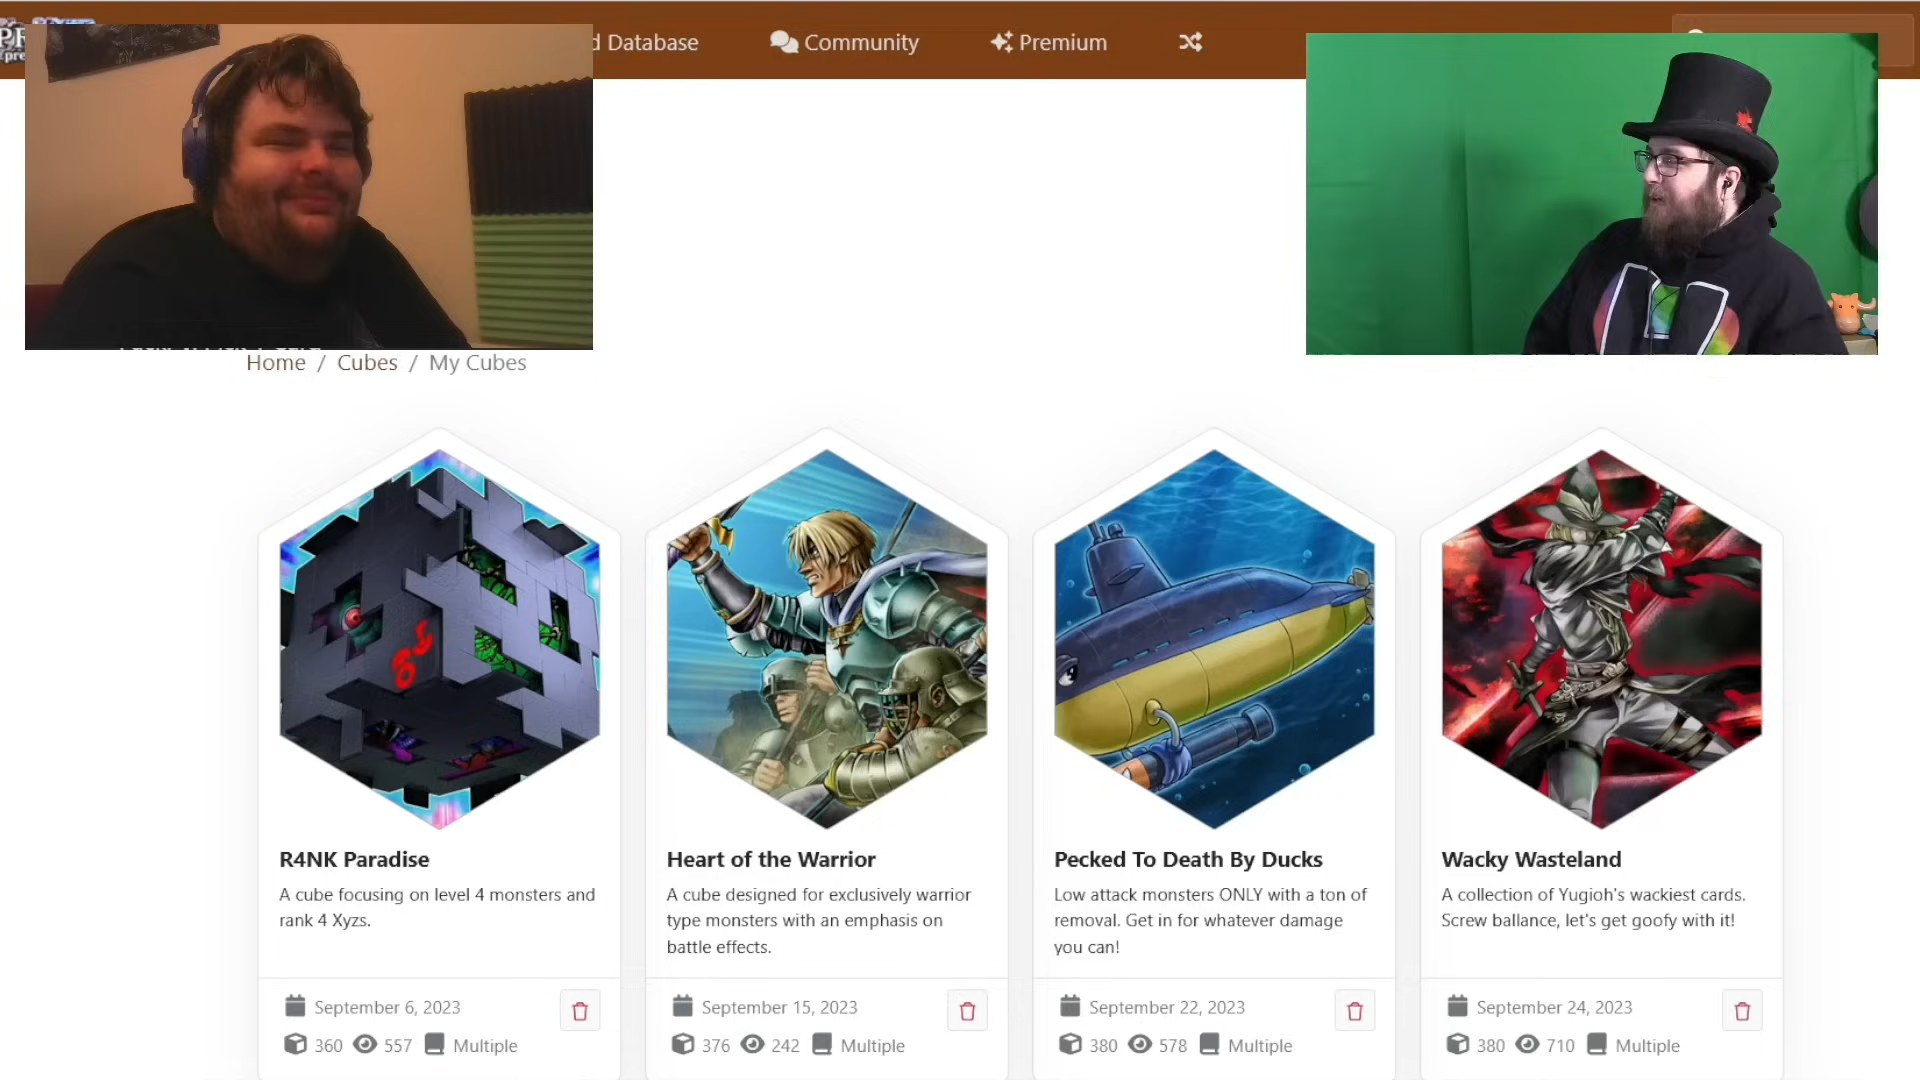 Database
Community
Premium
Home / Cubes / My Cubes
R4NK Paradise
A cube focusing on level 4 monsters and
rank 4 Xyzs.
September 6, 2023
360 557 Multiple
Heart of the Warrior
A cube designed for exclusively warrior
type monsters with an emphasis on
battle effects.
September 15, 2023
376 242 Multiple
Pecked To Death By Ducks
Low attack monsters ONLY with a ton of
removal. Get in for whatever damage
you can!
September 22, 2023
380 578 Multiple
Wacky Wasteland
A collection of Yugioh's wackiest cards.
Screw ballance, let's get goofy with it!
September 24, 2023
380 710 Multiple